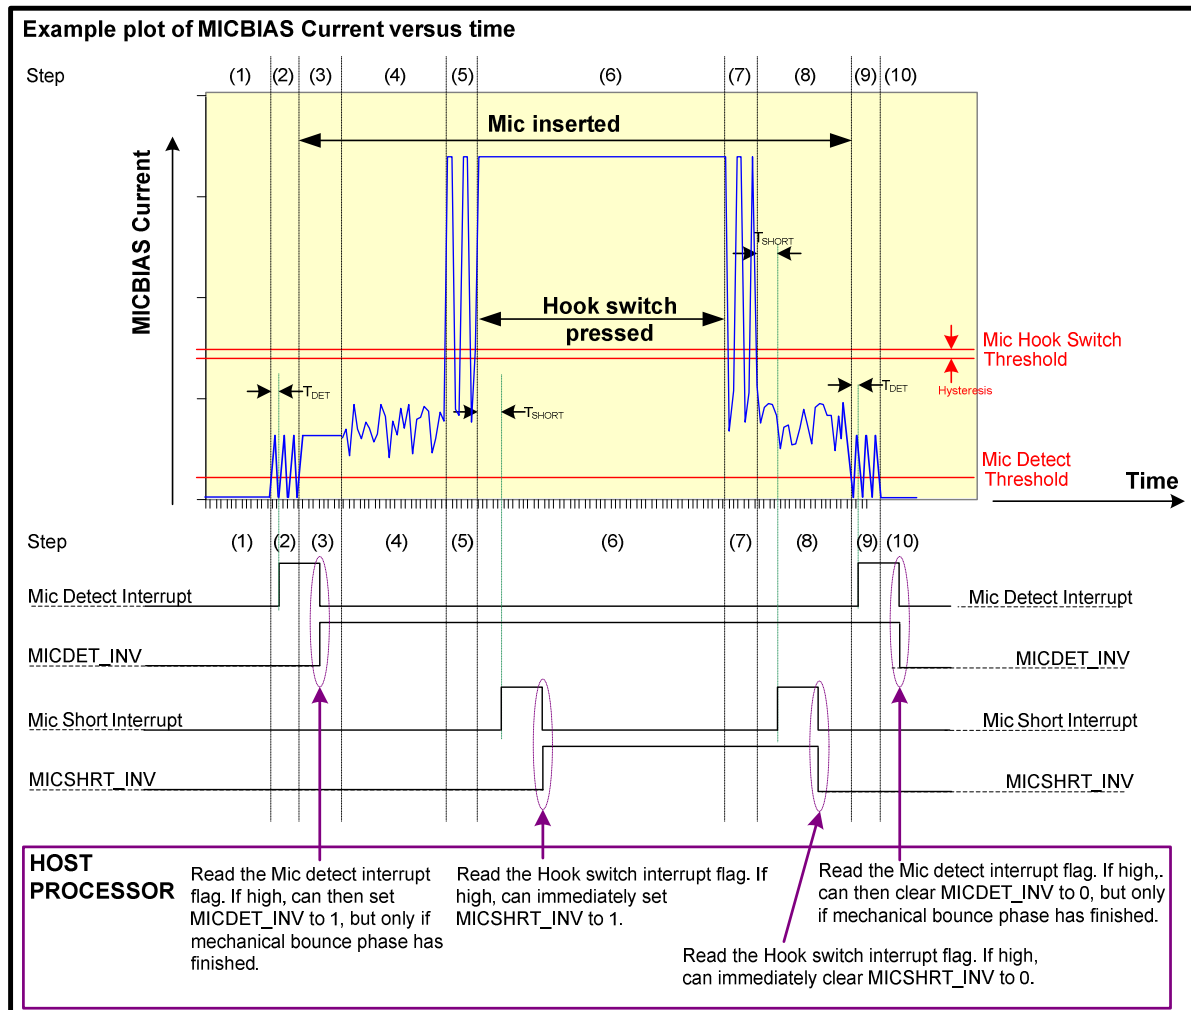 Example plot of MICBIAS Current versus time
Step
(1) (2) (3) (4) (5) (6) (7) (8) (9) (10)
Mic inserted
MICBIAS Current
TSHORT
Hook switch
pressed
Mic Hook Switch
Threshold
Hysteresis
TDET
TDET
TSHORT
Mic Detect
Threshold
Time
Step
(1) (2) (3) (4) (5) (6) (7) (8) (9) (10)
Mic Detect Interrupt
Mic Detect Interrupt
MICDET_INV
MICDET_INV
Mic Short Interrupt
Mic Short Interrupt
MICSHRT_INV
MICSHRT_INV
HOST
PROCESSOR
Read the Mic detect interrupt
flag. If high, can then set
MICDET_INV to 1, but only if
mechanical bounce phase has
finished.
Read the Hook switch interrupt flag. If
high, can immediately set
MICSHRT_INV to 1.
Read the Mic detect interrupt flag. If high,.
can then clear MICDET_INV to 0, but only
if mechanical bounce phase has finished.
Read the Hook switch interrupt flag. If high,
can immediately clear MICSHRT_INV to 0.